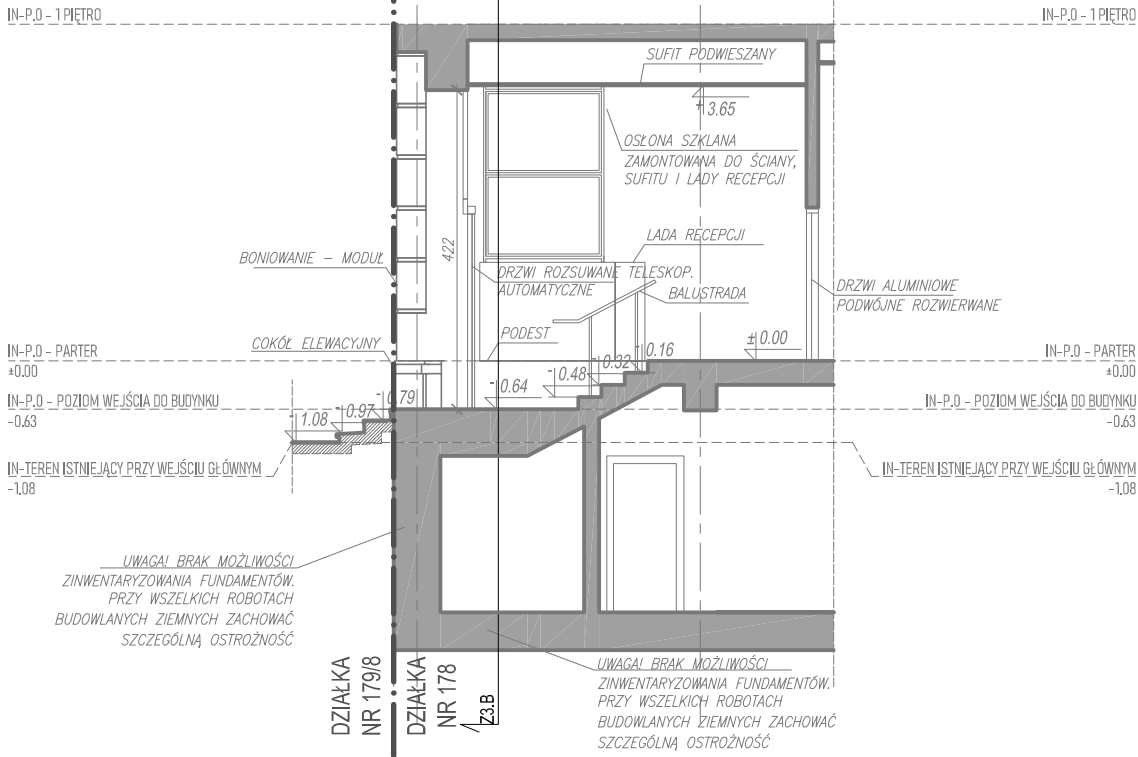 IN-P.0 - 1 PIĘTRO
IN-P.0 - 1 PIĘTRO
SUFIT PODWIESZANY
+3.65
OSŁONA SZKLANA
ZAMONTOWANA DO ŚCIANY,
SUFITU I LADY RECEPCJI
422
LADA RECEPCJI
BONIOWANIE – MODUŁ
DRZWI ROZSUWANE TELESKOP.
AUTOMATYCZNE
BALUSTRADA
DRZWI ALUMINIOWE
PODWÓJNE ROZWIERWANE
PODEST
COKÓŁ ELEWACYJNY
±0.00
IN-P.0 - PARTER
±0.00
IN-P.0 - PARTER
±0.00
-0.16
-0.32
-0.48
-0.64
-0.79
-0.97
-1.08
IN-P.0 - POZIOM WEJŚCIA DO BUDYNKU
-0.63
IN-P.0 - POZIOM WEJŚCIA DO BUDYNKU
-0.63
IN-TEREN ISTNIEJĄCY PRZY WEJŚCIU GŁÓWNYM
-1.08
IN-TEREN ISTNIEJĄCY PRZY WEJŚCIU GŁÓWNYM
-1.08
UWAGA! BRAK MOŻLIWOŚCI
ZINWENTARYZOWANIA FUNDAMENTÓW.
PRZY WSZELKICH ROBOTACH
BUDOWLANYCH ZIEMNYCH ZACHOWAĆ
SZCZEGÓLNĄ OSTROŻNOŚĆ
DZIAŁKA
NR 179/8
DZIAŁKA
NR 178
Z3.B
UWAGA! BRAK MOŻLIWOŚCI
ZINWENTARYZOWANIA FUNDAMENTÓW.
PRZY WSZELKICH ROBOTACH
BUDOWLANYCH ZIEMNYCH ZACHOWAĆ
SZCZEGÓLNĄ OSTROŻNOŚĆ